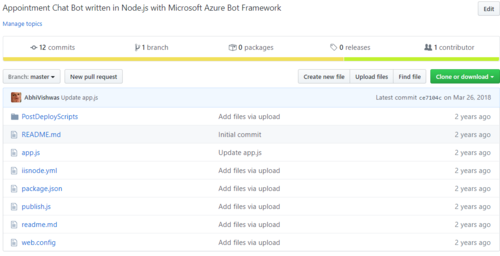 Appointment Chat Bot written in Node.js with Microsoft Azure Bot Framework Edit
Manage topics
12 commits 1 branch 0 packages 0 releases 1 contributor
Branch: master New pull request Create new file Upload files Find file Clone or download
AbhiVishwas Update app.js Latest commit ce7104c on Mar 26, 2018
PostDeployScripts Add files via upload 2 years ago
README.md Initial commit 2 years ago
app.js Update app.js 2 years ago
iisnode.yml Add files via upload 2 years ago
package.json Add files via upload 2 years ago
publish.js Add files via upload 2 years ago
readme.md Add files via upload 2 years ago
web.config Add files via upload 2 years ago